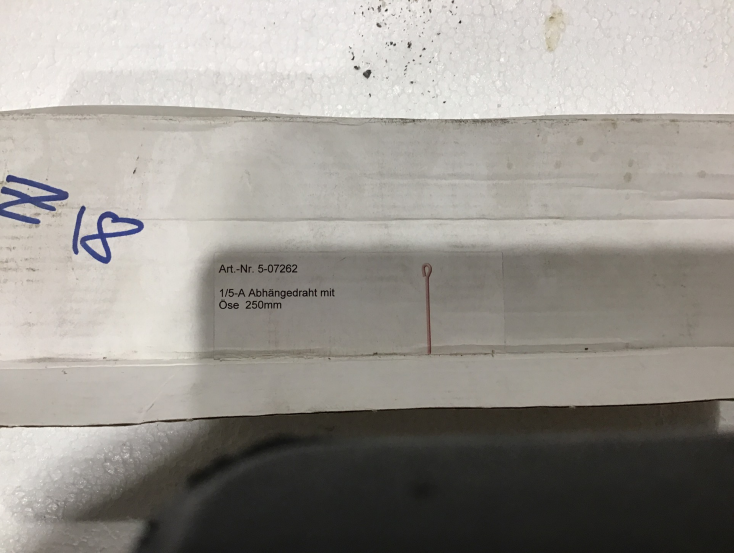 18
Art.-Nr. 5-07262
1/5-A Abhängedraht mit
Öse 250mm